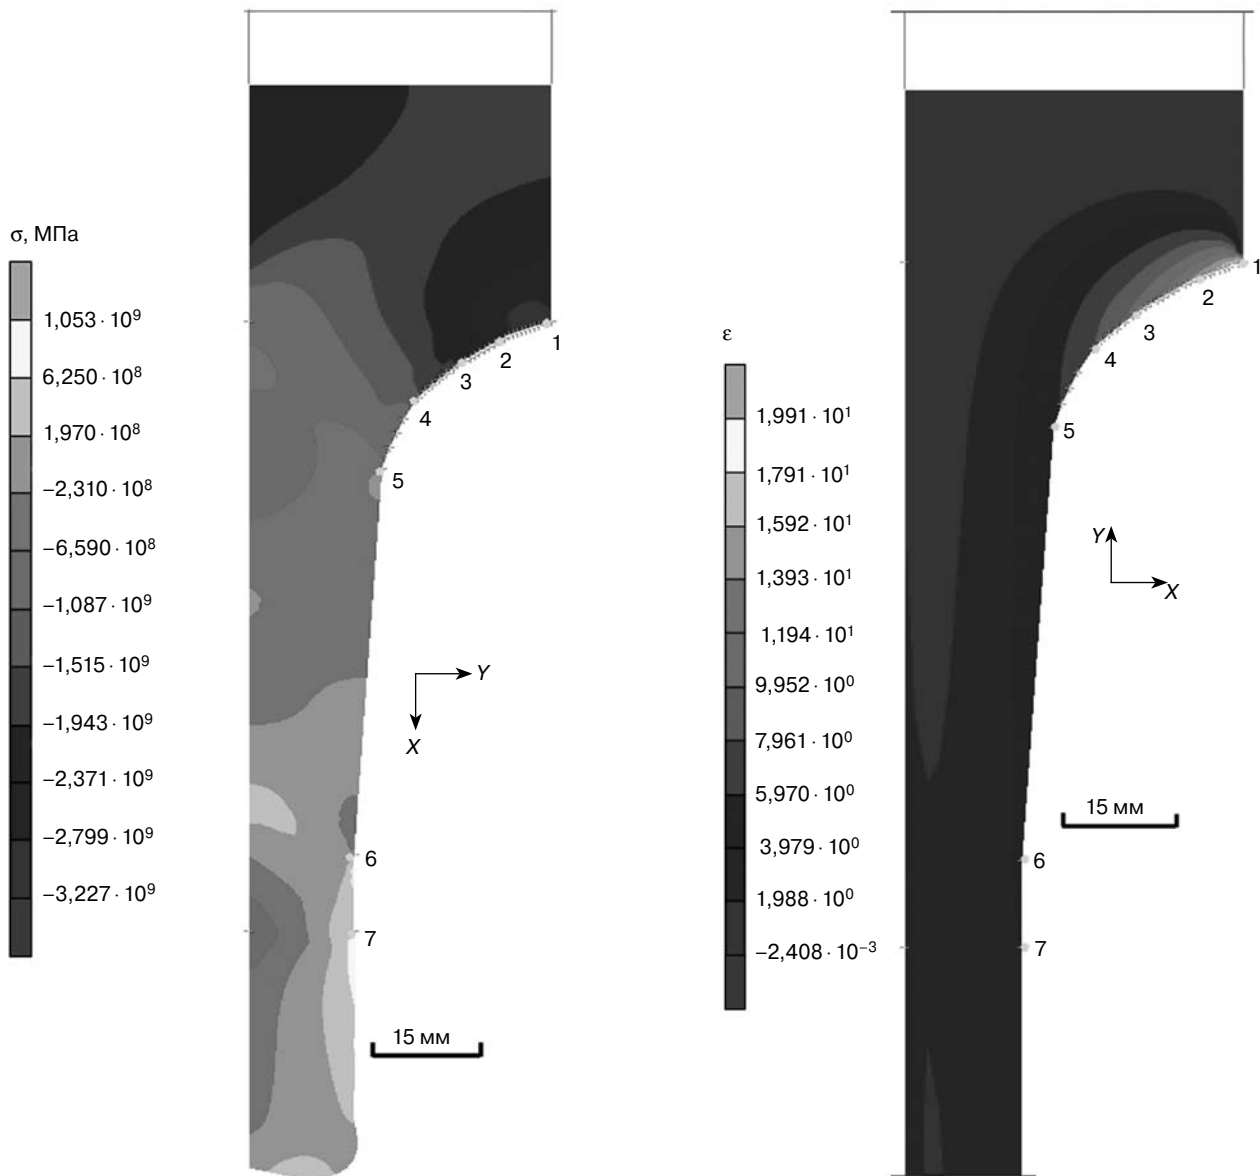 σ, МПа
1,053 · 10⁹
6,250 · 10⁸
1,970 · 10⁸
−2,310 · 10⁸
−6,590 · 10⁸
−1,087 · 10⁹
−1,515 · 10⁹
−1,943 · 10⁹
−2,371 · 10⁹
−2,799 · 10⁹
−3,227 · 10⁹
1
2
3
4
5
6
7
Y
X
15 мм
ε
1,991 · 10¹
1,791 · 10¹
1,592 · 10¹
1,393 · 10¹
1,194 · 10¹
9,952 · 10⁰
7,961 · 10⁰
5,970 · 10⁰
3,979 · 10⁰
1,988 · 10⁰
−2,408 · 10⁻³
1
2
3
4
5
Y
X
15 мм
6
7